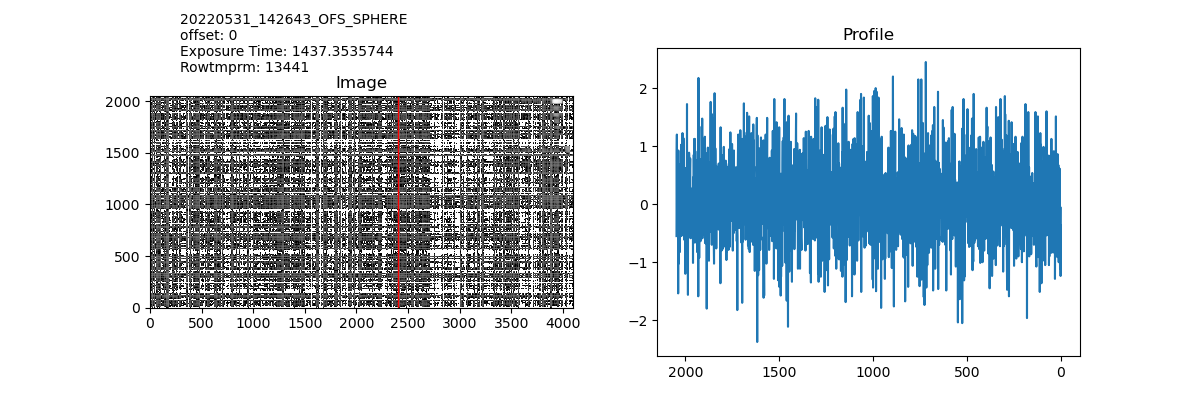 20220531_142643_OFS_SPHERE
offset: 0
Exposure Time: 1437.3535744
Rowtmprm: 13441
Image
2000
1500
1000
500
0
0 500 1000 1500 2000 2500 3000 3500 4000
Profile
2
1
0
−1
−2
2000 1500 1000 500 0